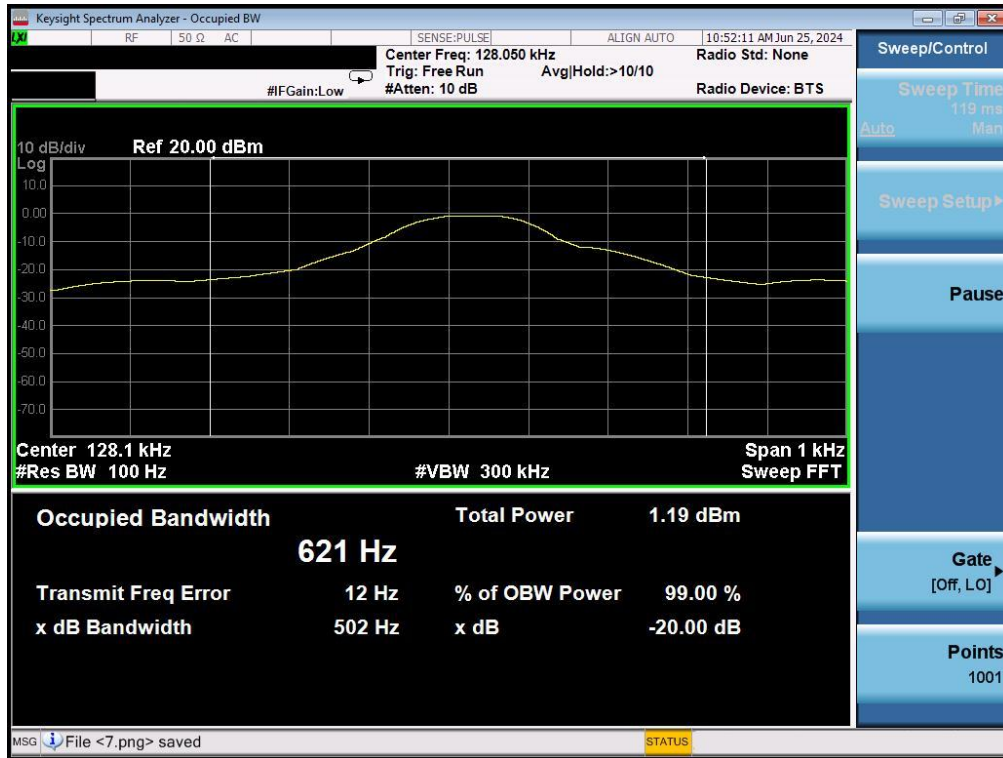 Keysight Spectrum Analyzer - Occupied BW
LXI RF 50 Ω AC SENSE:PULSE ALIGN AUTO 10:52:11 AM Jun 25, 2024
Center Freq: 128.050 kHz Radio Std: None
Trig: Free Run Avg|Hold:>10/10
#IFGain:Low #Atten: 10 dB Radio Device: BTS
10 dB/div Ref 20.00 dBm
Log
10.0
0.00
-10.0
-20.0
-30.0
-40.0
-50.0
-60.0
-70.0
Center 128.1 kHz Span 1 kHz
#Res BW 100 Hz #VBW 300 kHz Sweep FFT
Occupied Bandwidth Total Power 1.19 dBm
621 Hz
Transmit Freq Error 12 Hz % of OBW Power 99.00 %
x dB Bandwidth 502 Hz x dB -20.00 dB
Sweep/Control
Sweep Time
119 ms
Auto Man
Sweep Setup
Pause
Gate
[Off, LO]
Points
1001
MSG File <7.png> saved STATUS